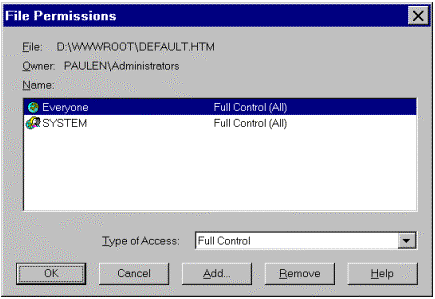 File Permissions
File: D:\WWWROOT\DEFAULT.HTM
Owner: PAULEN\Administrators
Name:
Everyone Full Control (All)
SYSTEM Full Control (All)
Type of Access: Full Control
OK Cancel Add... Remove Help